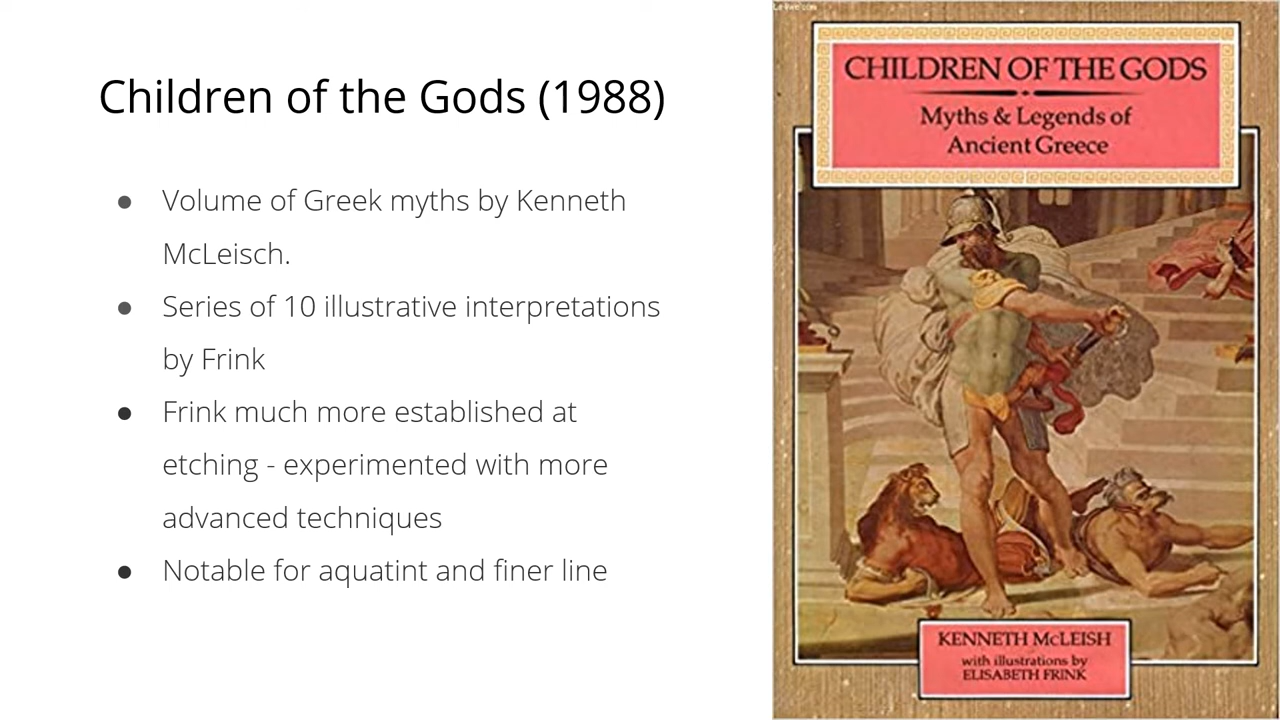 Children of the Gods (1988)
● Volume of Greek myths by Kenneth
McLeisch.
● Series of 10 illustrative interpretations
by Frink
● Frink much more established at
etching - experimented with more
advanced techniques
● Notable for aquatint and finer line
CHILDREN OF THE GODS
Myths & Legends of
Ancient Greece
KENNETH McLEISH
with illustrations by
ELISABETH FRINK